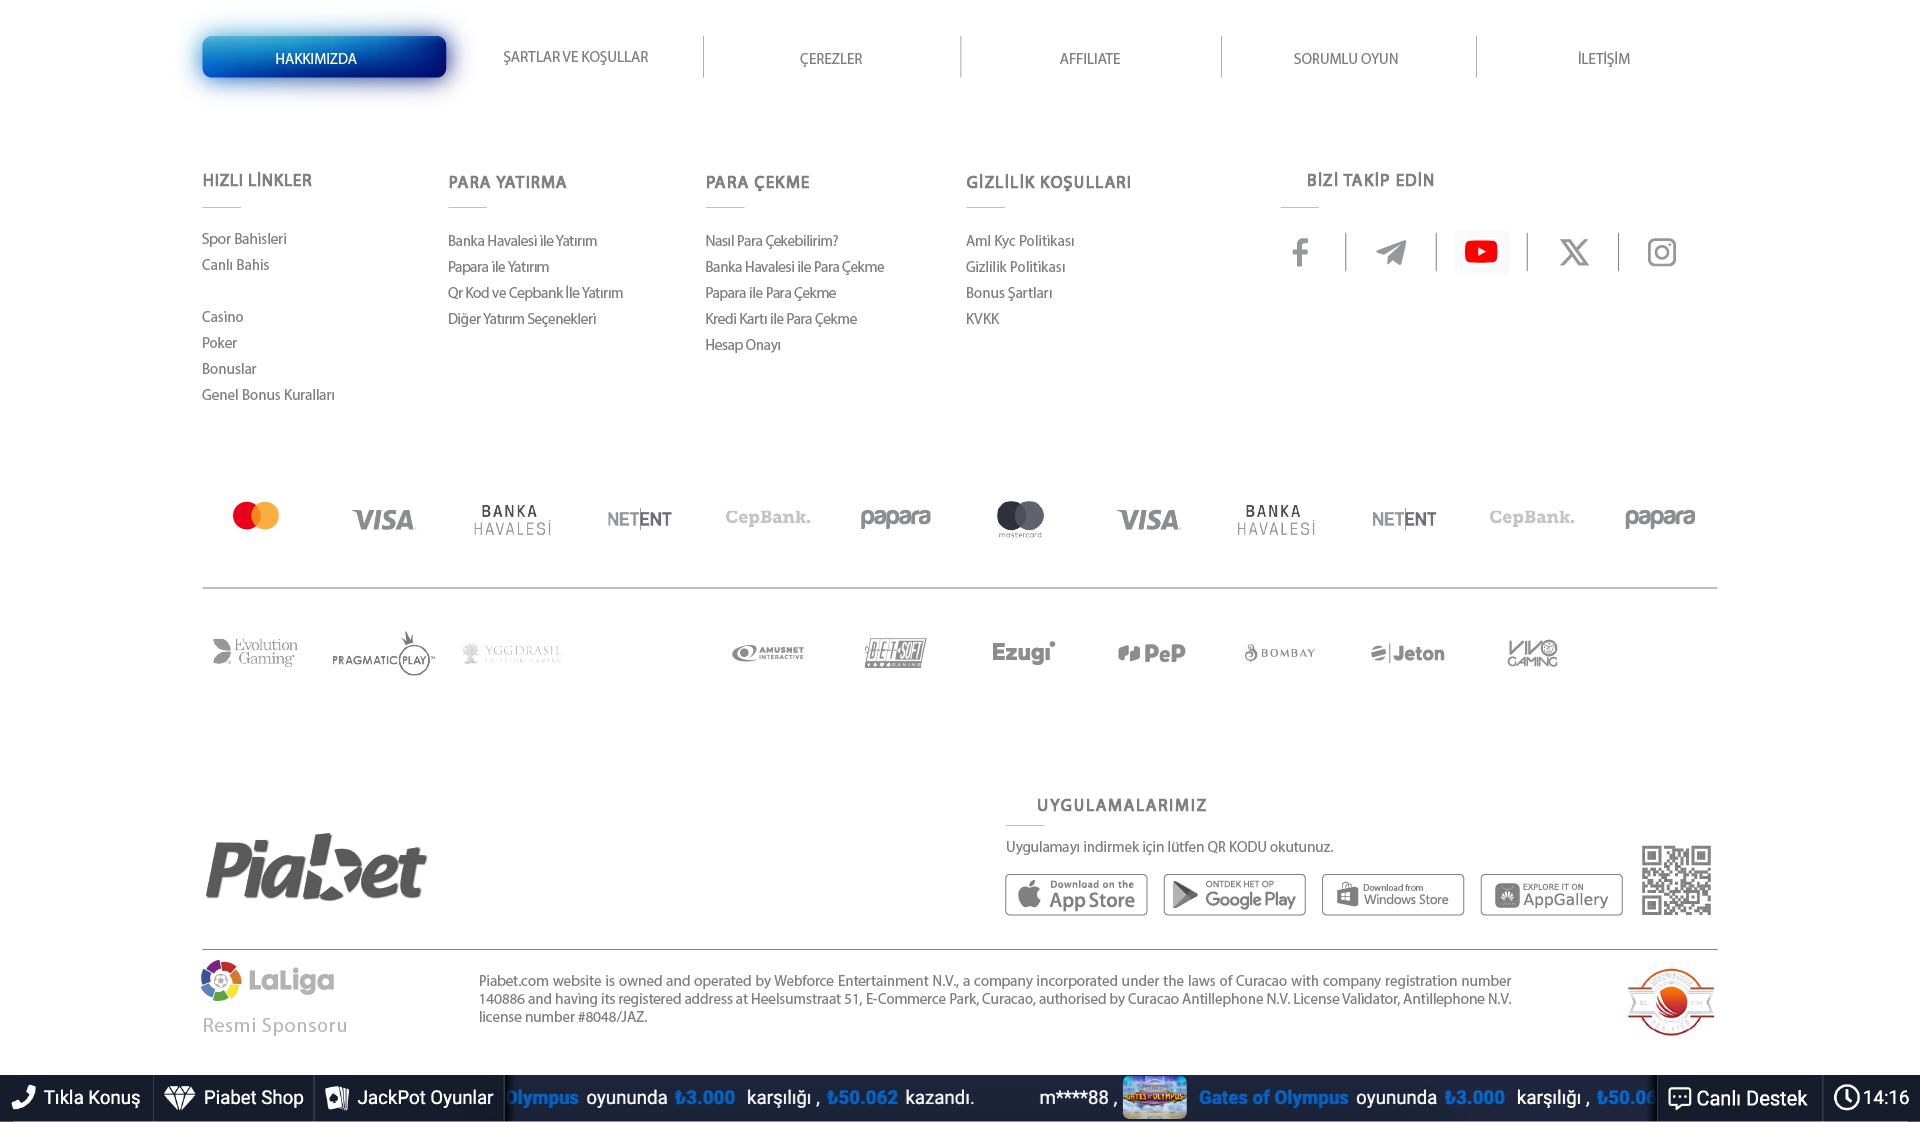 HAKKIMIZDA
ŞARTLAR VE KOŞULLAR
ÇEREZLER
AFFILIATE
SORUMLU OYUN
İLETİŞİM
HIZLI LİNKLER
Spor Bahisleri
Canlı Bahis
Casino
Poker
Bonuslar
Genel Bonus Kuralları
PARA YATIRMA
Banka Havalesi ile Yatırım
Papara ile Yatırım
Qr Kod ve Cepbank İle Yatırım
Diğer Yatırım Seçenekleri
PARA ÇEKME
Nasıl Para Çekebilirim?
Banka Havalesi ile Para Çekme
Papara ile Para Çekme
Kredi Kartı ile Para Çekme
Hesap Onayı
GİZLİLİK KOŞULLARI
Aml Kyc Politikası
Gizlilik Politikası
Bonus Şartları
KVKK
BİZİ TAKİP EDİN
VISA
BANKA
HAVALESİ
NETENT
CepBank.
papara
mastercard
VISA
BANKA
HAVALESİ
NETENT
CepBank.
papara
Evolution
Gaming
PRAGMATIC PLAY™
YGGDRASIL
SUPERIOR GAMING
AMUSNET
INTERACTIVE
BETSOFT
GAMING
Ezugi
PeP
BOMBAY
Jeton
VIVO
GAMING
Piabet
UYGULAMALARIMIZ
Uygulamayı indirmek için lütfen QR KODU okutunuz.
Download on the
App Store
ONTDEK HET OP
Google Play
Download from
Windows Store
EXPLORE IT ON
AppGallery
LaLiga
Resmi Sponsoru
Piabet.com website is owned and operated by Webforce Entertainment N.V., a company incorporated under the laws of Curacao with company registration number
140886 and having its registered address at Heelsumstraat 51, E-Commerce Park, Curacao, authorised by Curacao Antillephone N.V. License Validator, Antillephone N.V.
license number #8048/JAZ.
Tıkla Konuş
Piabet Shop
JackPot Oyunlar
Olympus oyununda ₺3.000 karşılığı , ₺50.062 kazandı.
m****88 , GATES OF OLYMPUS Gates of Olympus oyununda ₺3.000 karşılığı , ₺50.06
Canlı Destek
14:16